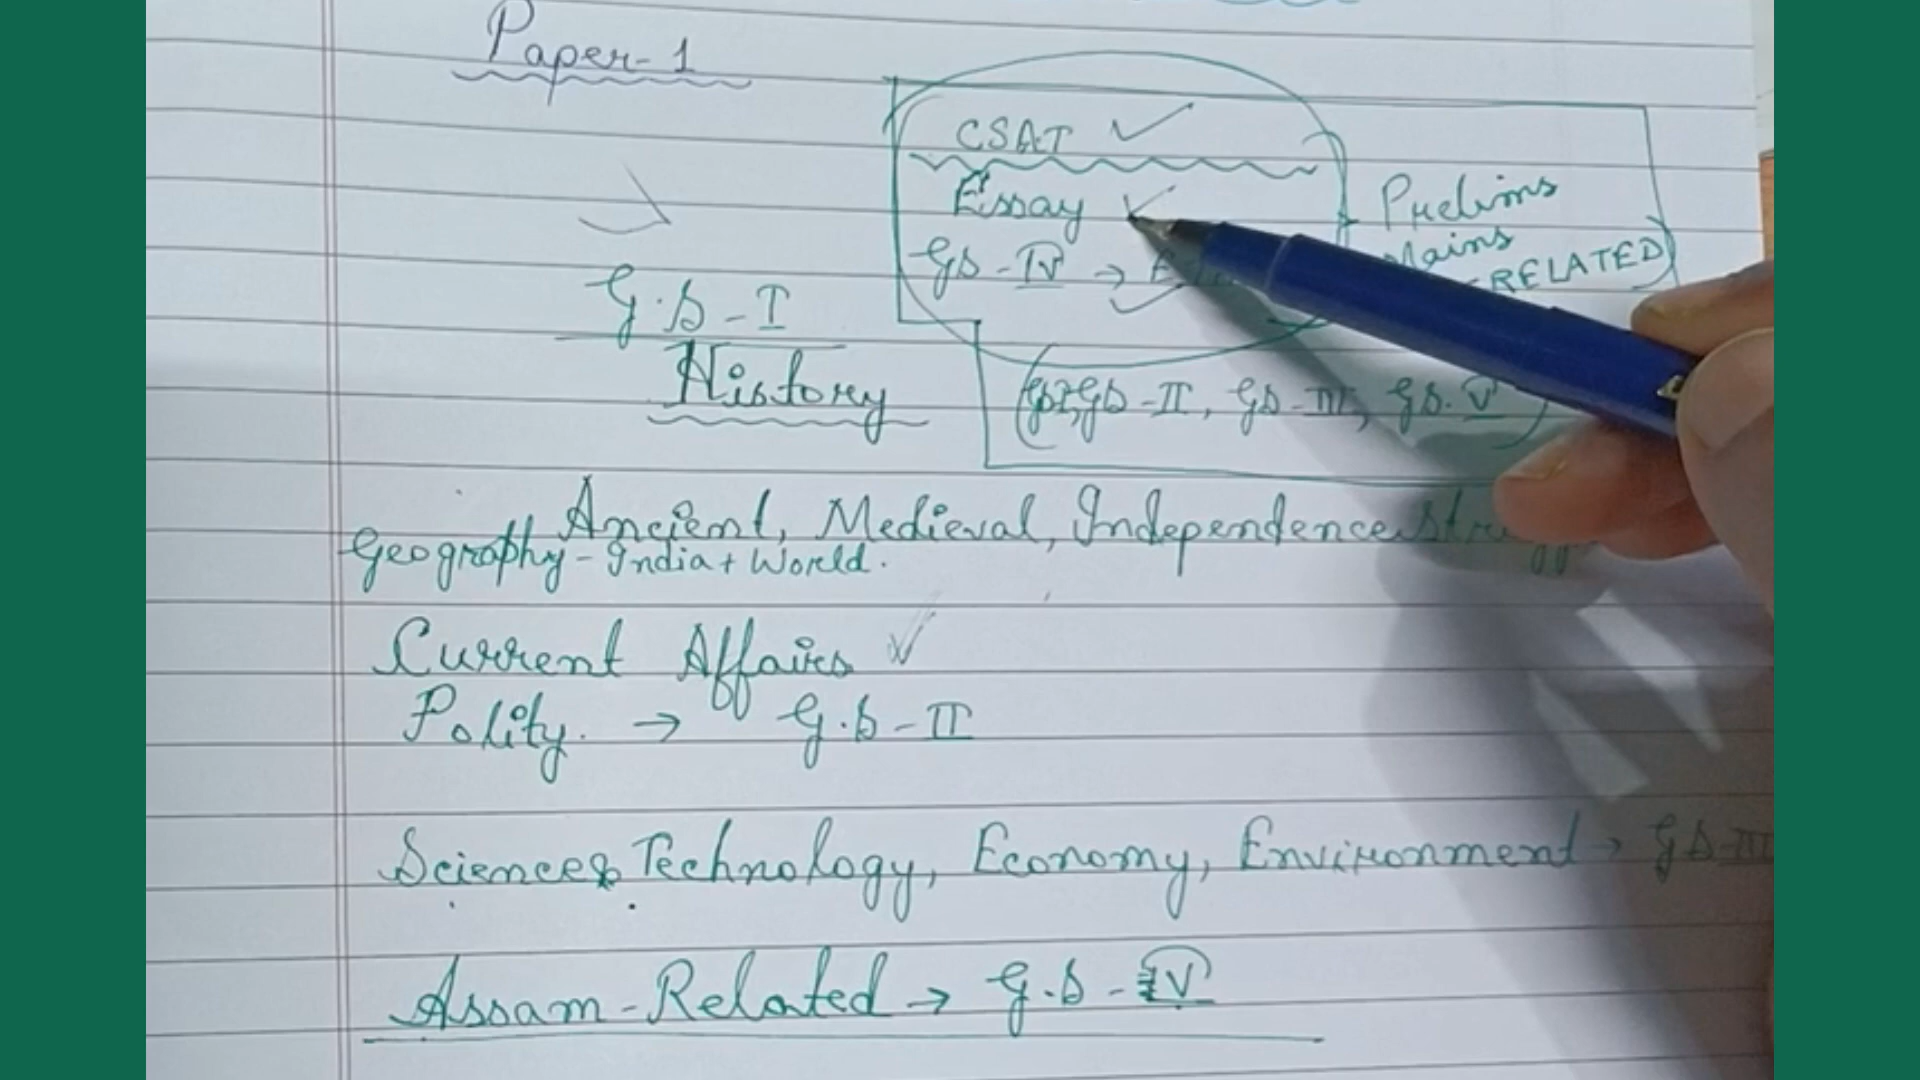 Paper-1
CSAT ✓
Essay ✓
GS-IV →
Prelims
Mains
RELATED
G.S-I
History
GS-II, GS-III, GS.V
Ancient, Medieval, Independence
Geography - India + World.
Current Affairs ✓
Polity. → G.S-II
Science & Technology, Economy, Environment → GS-III
Assam-Related → G.S-V